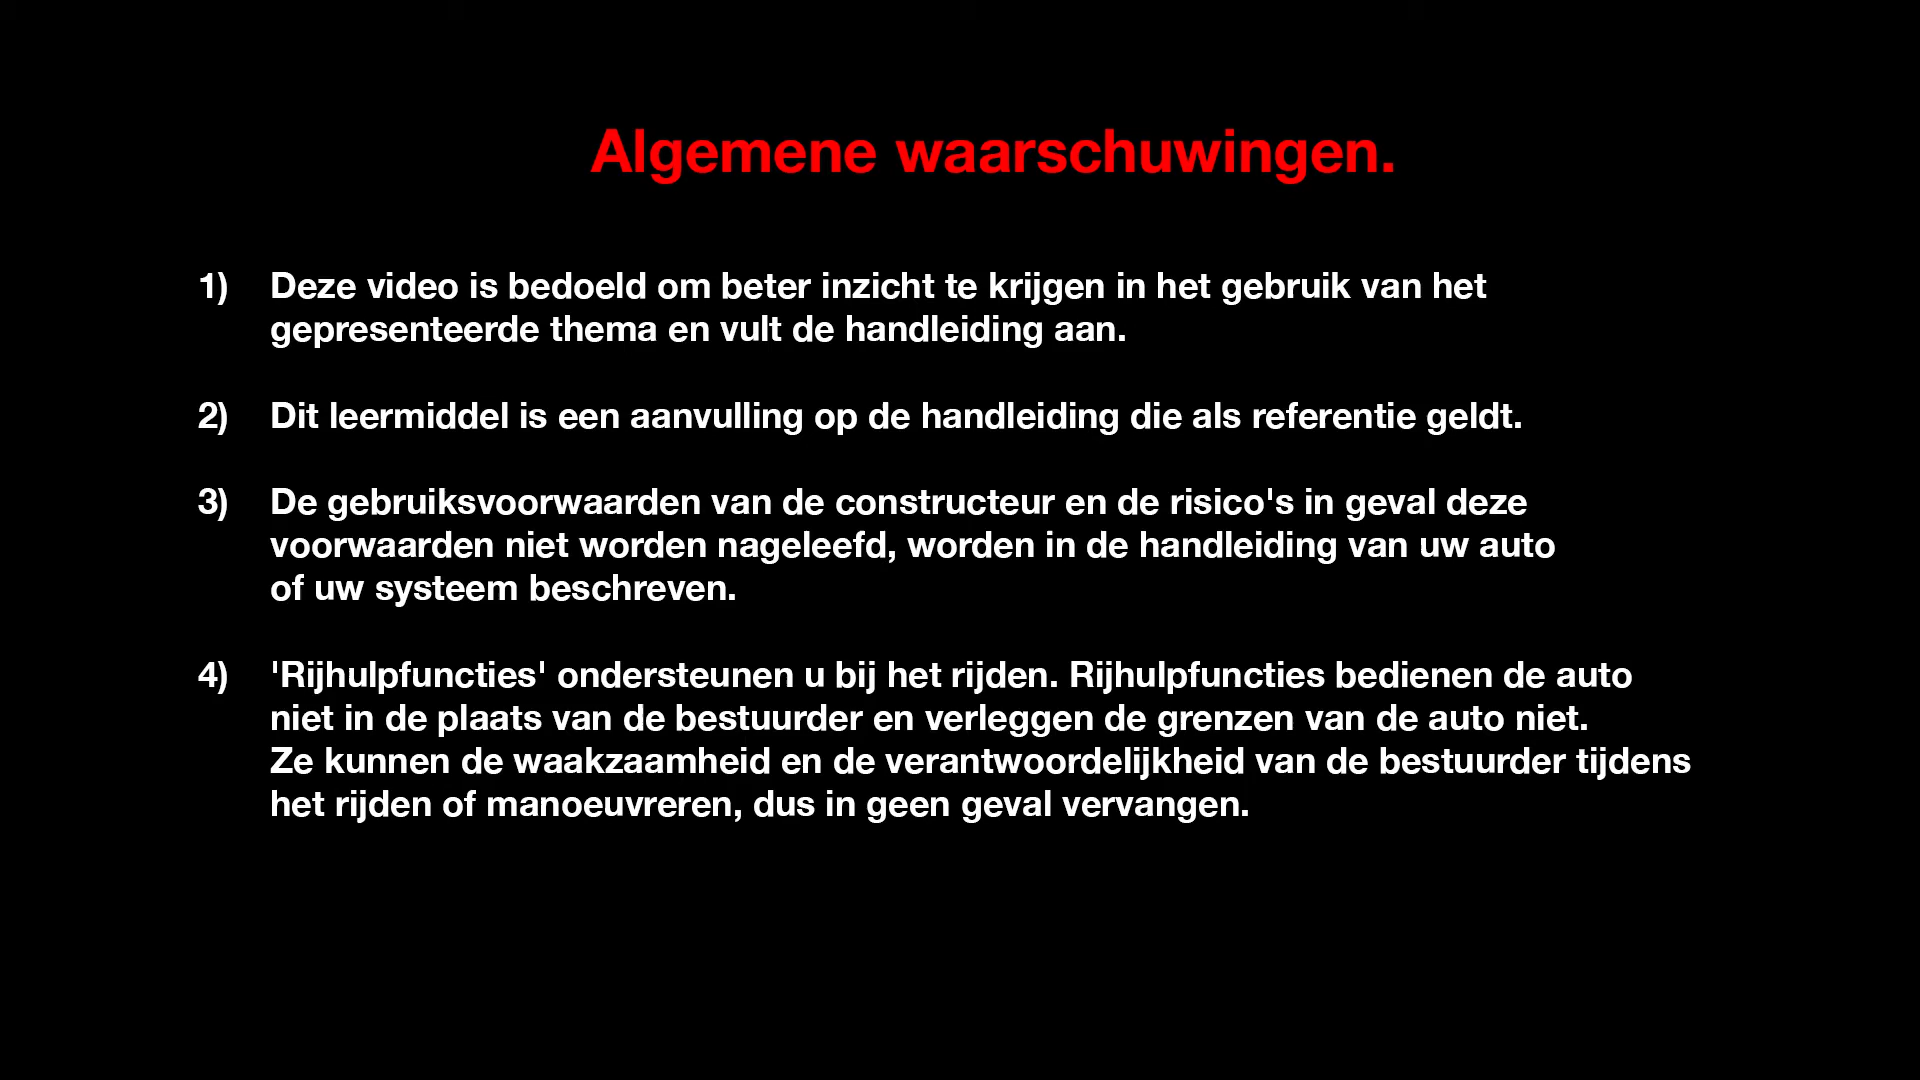 Algemene waarschuwingen.
1) Deze video is bedoeld om beter inzicht te krijgen in het gebruik van het
gepresenteerde thema en vult de handleiding aan.
2) Dit leermiddel is een aanvulling op de handleiding die als referentie geldt.
3) De gebruiksvoorwaarden van de constructeur en de risico's in geval deze
voorwaarden niet worden nageleefd, worden in de handleiding van uw auto
of uw systeem beschreven.
4) 'Rijhulpfuncties' ondersteunen u bij het rijden. Rijhulpfuncties bedienen de auto
niet in de plaats van de bestuurder en verleggen de grenzen van de auto niet.
Ze kunnen de waakzaamheid en de verantwoordelijkheid van de bestuurder tijdens
het rijden of manoeuvreren, dus in geen geval vervangen.